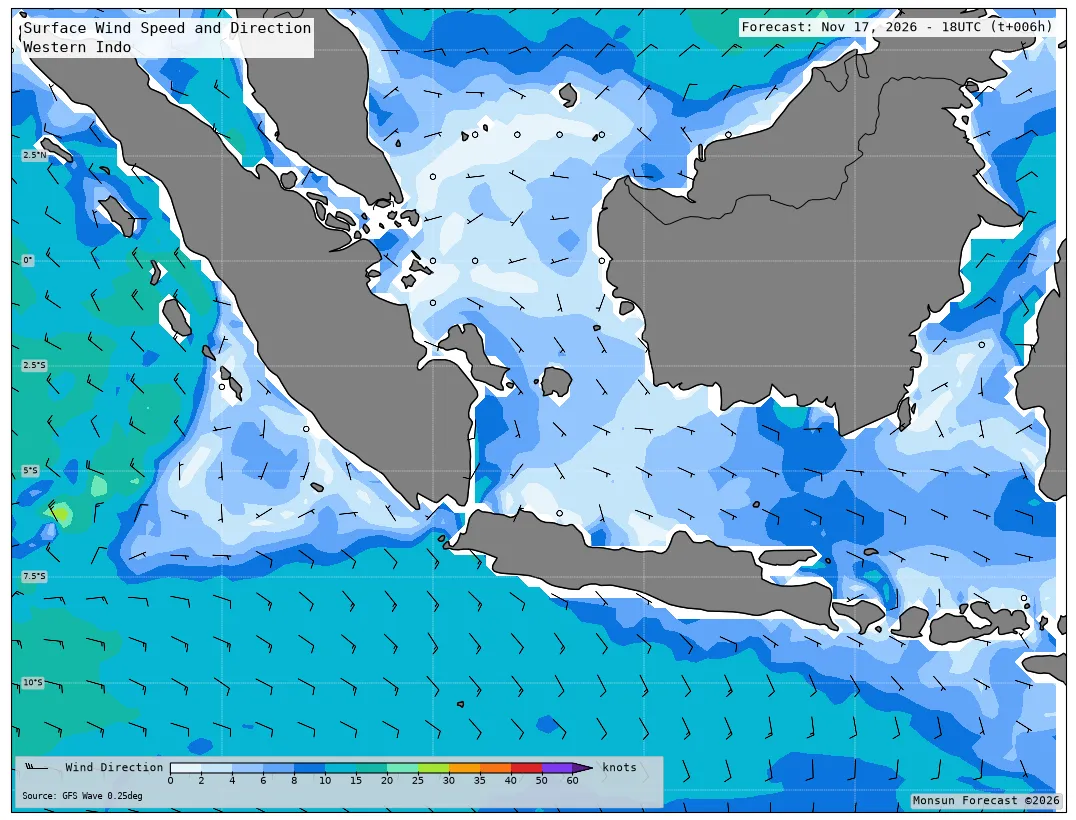 Surface Wind Speed and Direction
Western Indo
Forecast: Nov 17, 2026 - 18UTC (t+006h)
2.5°N
0°
2.5°S
5°S
7.5°S
10°S
Wind Direction
0 2 4 6 8 10 15 20 25 30 35 40 50 60
knots
Source: GFS Wave 0.25deg
Monsun Forecast ©2026